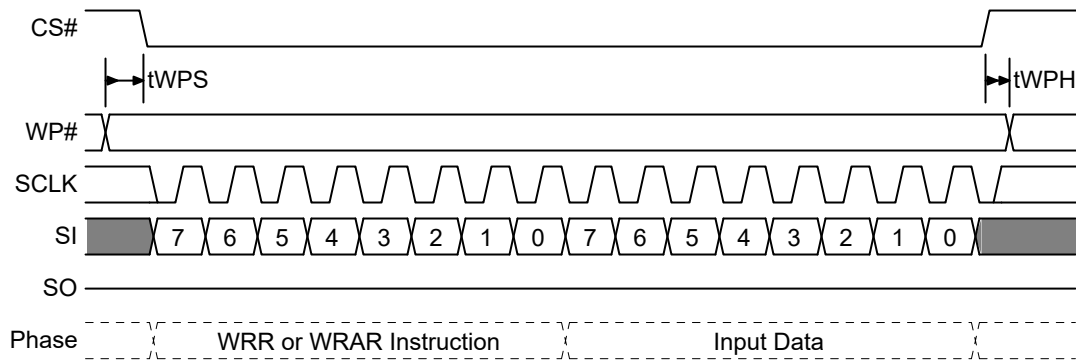 CS#
tWPS tWPH
WP#
SCLK
SI 7 6 5 4 3 2 1 0 7 6 5 4 3 2 1 0
SO
Phase WRR or WRAR Instruction Input Data